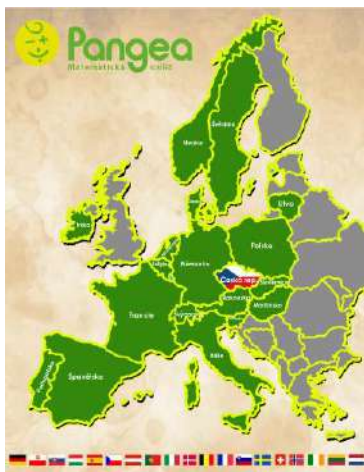 Pangea
Matematická soutěž
Švédsko
Norsko
Litva
Irsko
Polsko
Německo
Belgie
Česká rep.
Slovensko
Rakousko
Maďarsko
Švýcarsko
Francie
Itálie
Španělsko
Portugalsko